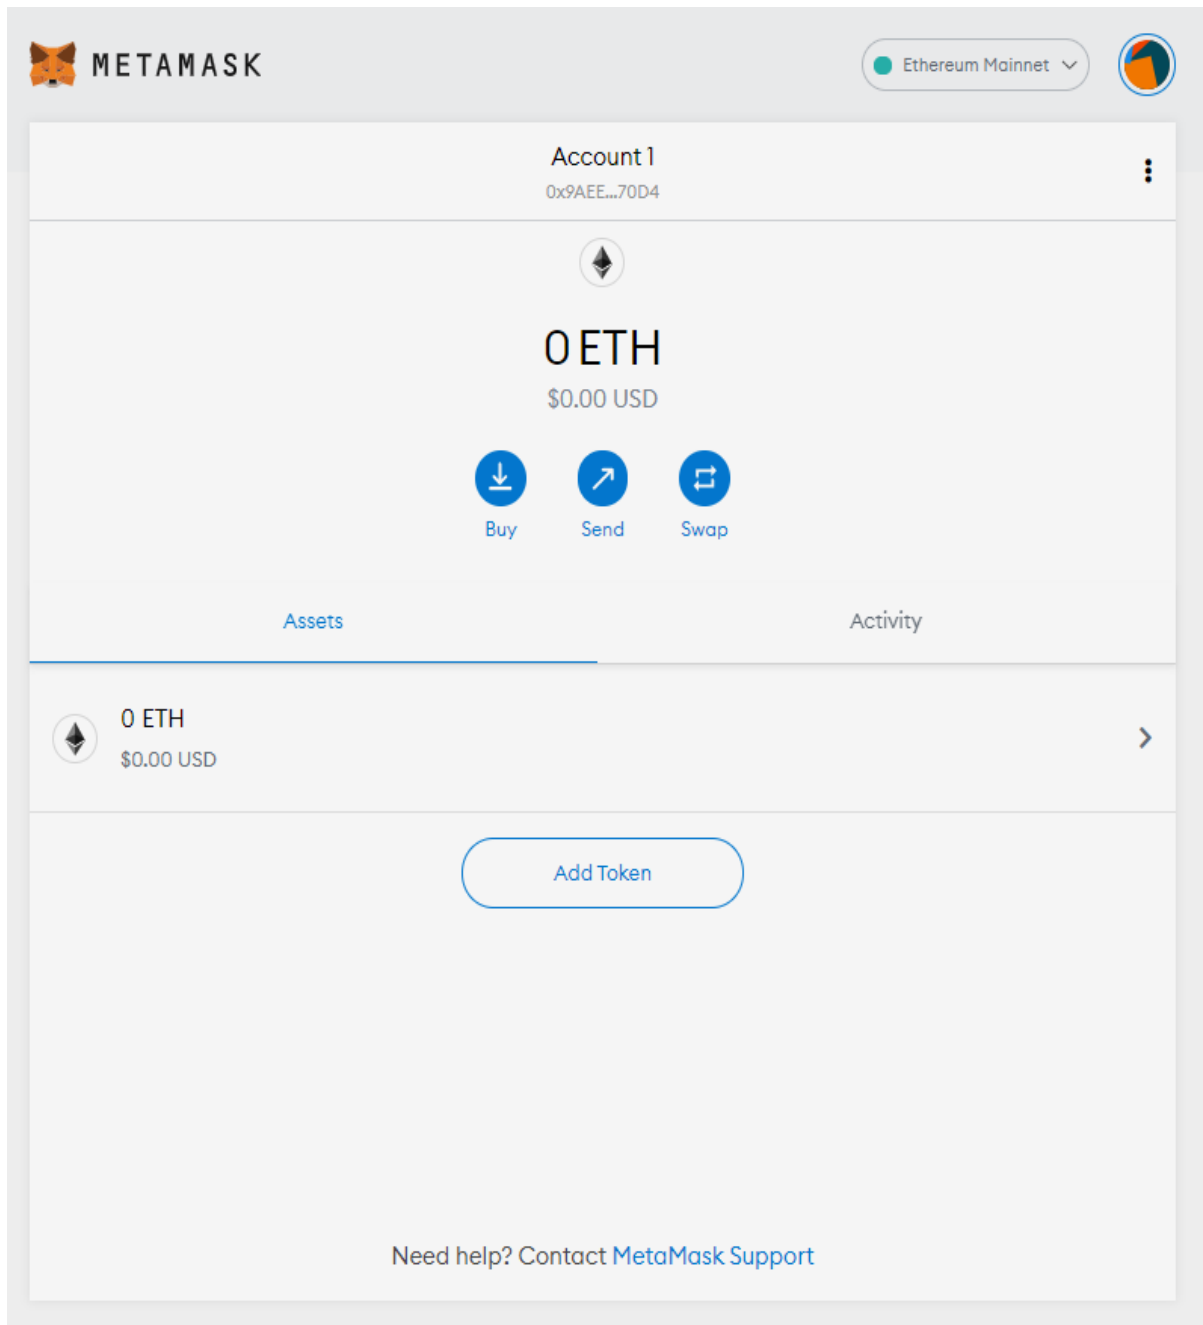 METAMASK
Ethereum Mainnet
Account 1
0x9AEE...70D4
0 ETH
$0.00 USD
Buy Send Swap
Assets Activity
0 ETH
$0.00 USD
Add Token
Need help? Contact MetaMask Support